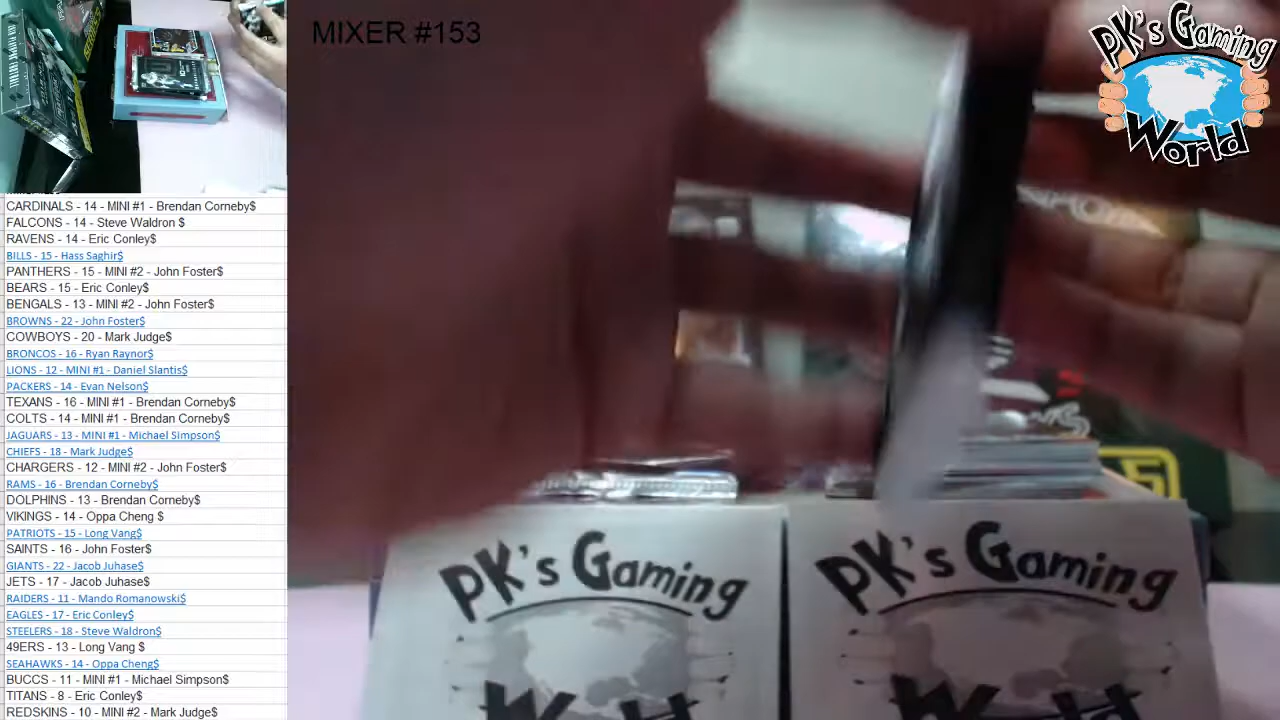 MIXER #153
PK's Gaming
World
CARDINALS - 14 - MINI #1 - Brendan Corneby$
FALCONS - 14 - Steve Waldron $
RAVENS - 14 - Eric Conley$
BILLS - 15 - Hass Saghir$
PANTHERS - 15 - MINI #2 - John Foster$
BEARS - 15 - Eric Conley$
BENGALS - 13 - MINI #2 - John Foster$
BROWNS - 22 - John Foster$
COWBOYS - 20 - Mark Judge$
BRONCOS - 16 - Ryan Raynor$
LIONS - 12 - MINI #1 - Daniel Slantis$
PACKERS - 14 - Evan Nelson$
TEXANS - 16 - MINI #1 - Brendan Corneby$
COLTS - 14 - MINI #1 - Brendan Corneby$
JAGUARS - 13 - MINI #1 - Michael Simpson$
CHIEFS - 18 - Mark Judge$
CHARGERS - 12 - MINI #2 - John Foster$
RAMS - 16 - Brendan Corneby$
DOLPHINS - 13 - Brendan Corneby$
VIKINGS - 14 - Oppa Cheng $
PATRIOTS - 15 - Long Vang$
SAINTS - 16 - John Foster$
GIANTS - 22 - Jacob Juhase$
JETS - 17 - Jacob Juhase$
RAIDERS - 11 - Mando Romanowski$
EAGLES - 17 - Eric Conley$
STEELERS - 18 - Steve Waldron$
49ERS - 13 - Long Vang $
SEAHAWKS - 14 - Oppa Cheng$
BUCCS - 11 - MINI #1 - Michael Simpson$
TITANS - 8 - Eric Conley$
REDSKINS - 10 - MINI #2 - Mark Judge$
PK's Gaming
World
PK's Gaming
World